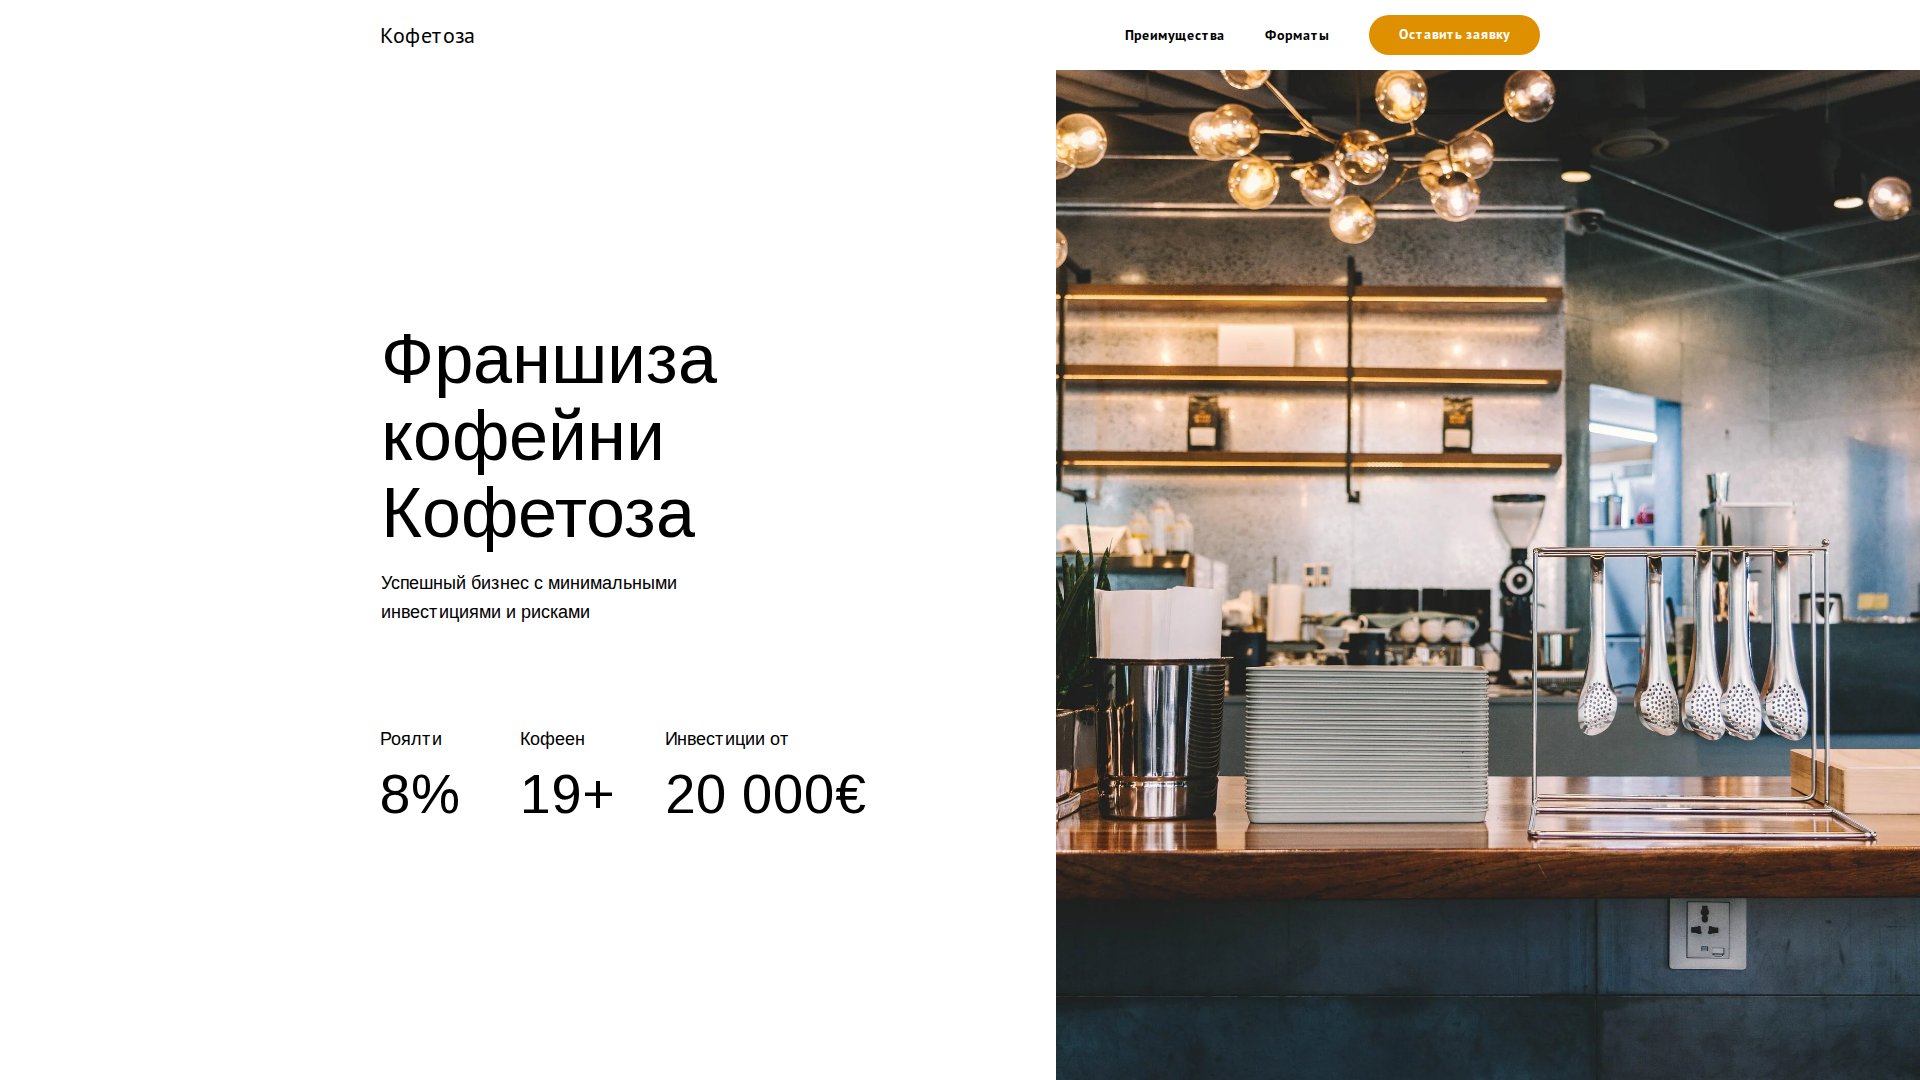 Кофетоза
Преимущества
Форматы
Оставить заявку
Франшиза
кофейни
Кофетоза
Успешный бизнес с минимальными
инвестициями и рисками
Роялти
Кофеен
Инвестиции от
8%
19+
20 000€